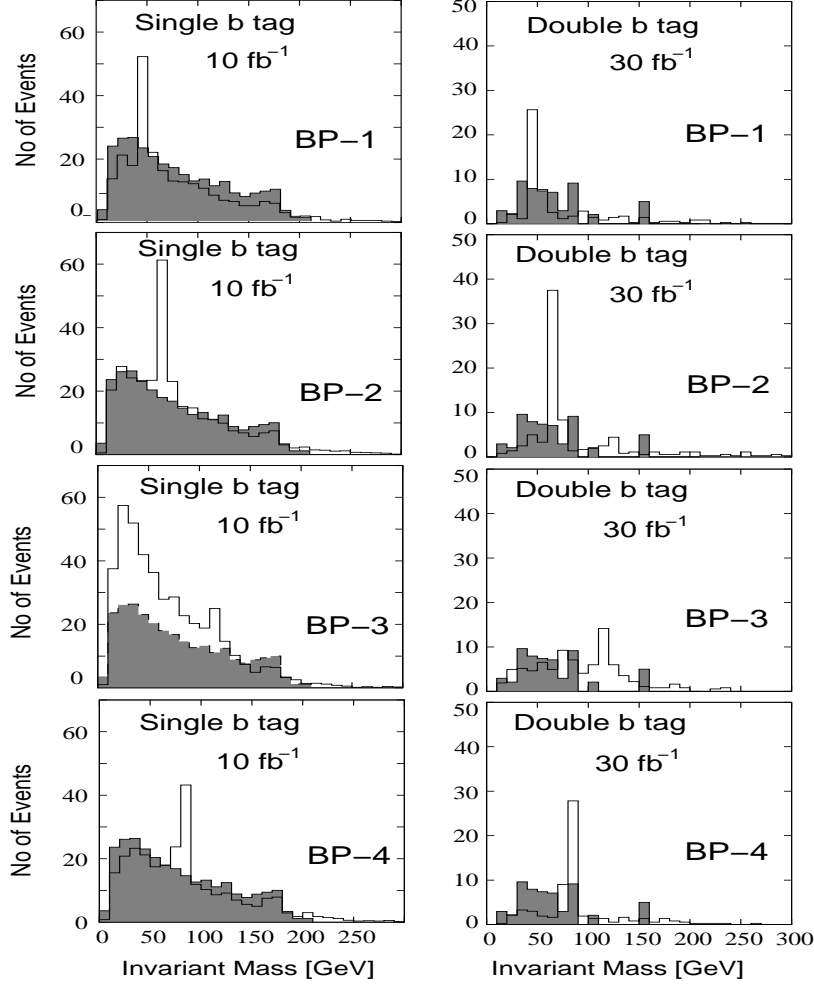 60
Single b tag
10 fb⁻¹
40
BP−1
20
0
No of Events
50
Double b tag
40
30 fb⁻¹
30
20
BP−1
10
0
60
Single b tag
10 fb⁻¹
40
20
BP−2
0
No of Events
50
Double b tag
40
30 fb⁻¹
30
20
BP−2
10
0
60
Single b tag
10 fb⁻¹
40
20
BP−3
0
No of Events
50
Double b tag
40
30 fb⁻¹
30
20
BP−3
10
0
60
Single b tag
10 fb⁻¹
40
20
BP−4
0
No of Events
0 50 100 150 200 250
Invariant Mass [GeV]
50
Double b tag
40
30 fb⁻¹
30
20
BP−4
10
0
0 50 100 150 200 250 300
Invariant Mass [GeV]